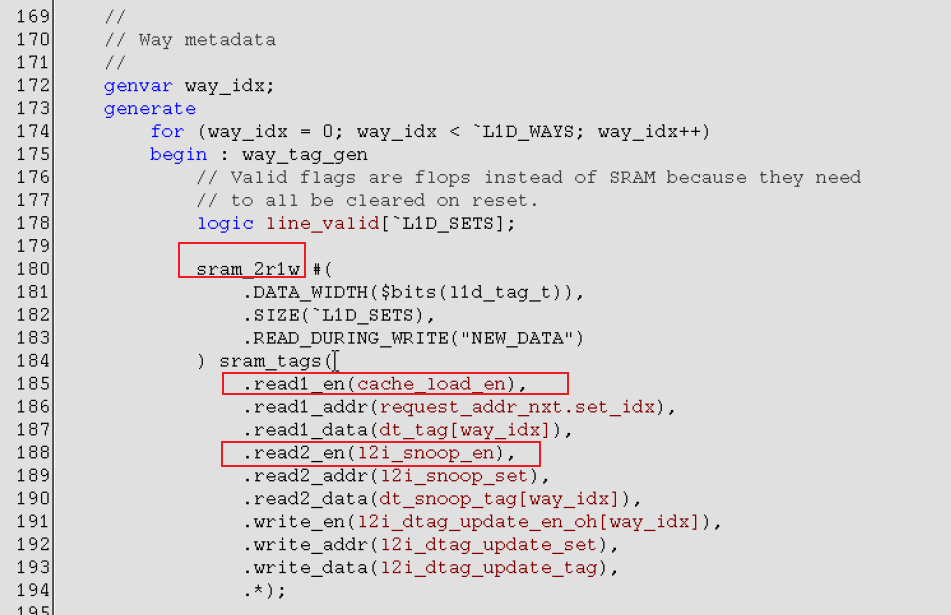 169 //
170 // Way metadata
171 //
172 genvar way_idx;
173 generate
174 for (way_idx = 0; way_idx < `L1D_WAYS; way_idx++)
175 begin : way_tag_gen
176 // Valid flags are flops instead of SRAM because they need
177 // to all be cleared on reset.
178 logic line_valid[`L1D_SETS];
179
180 sram_2r1w #(
181 .DATA_WIDTH($bits(l1d_tag_t)),
182 .SIZE(`L1D_SETS),
183 .READ_DURING_WRITE("NEW_DATA")
184 ) sram_tags(
185 .read1_en(cache_load_en),
186 .read1_addr(request_addr_nxt.set_idx),
187 .read1_data(dt_tag[way_idx]),
188 .read2_en(l2i_snoop_en),
189 .read2_addr(l2i_snoop_set),
190 .read2_data(dt_snoop_tag[way_idx]),
191 .write_en(l2i_dtag_update_en_oh[way_idx]),
192 .write_addr(l2i_dtag_update_set),
193 .write_data(l2i_dtag_update_tag),
194 .*);
195